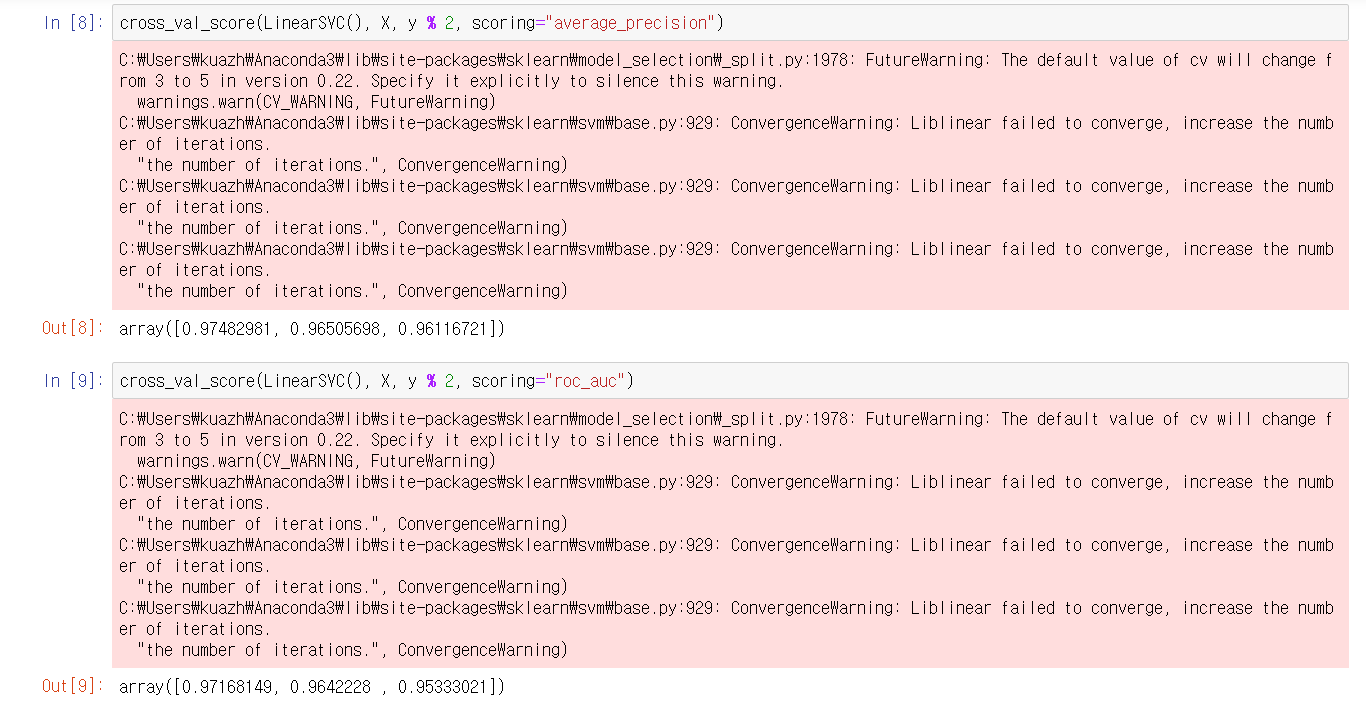 In [8]: cross_val_score(LinearSVC(), X, y % 2, scoring="average_precision")
C:₩Users₩kuazh₩Anaconda3₩lib₩site-packages₩sklearn₩model_selection₩_split.py:1978: FutureWarning: The default value of cv will change f
rom 3 to 5 in version 0.22. Specify it explicitly to silence this warning.
  warnings.warn(CV_WARNING, FutureWarning)
C:₩Users₩kuazh₩Anaconda3₩lib₩site-packages₩sklearn₩svm₩base.py:929: ConvergenceWarning: Liblinear failed to converge, increase the numb
er of iterations.
  "the number of iterations.", ConvergenceWarning)
C:₩Users₩kuazh₩Anaconda3₩lib₩site-packages₩sklearn₩svm₩base.py:929: ConvergenceWarning: Liblinear failed to converge, increase the numb
er of iterations.
  "the number of iterations.", ConvergenceWarning)
C:₩Users₩kuazh₩Anaconda3₩lib₩site-packages₩sklearn₩svm₩base.py:929: ConvergenceWarning: Liblinear failed to converge, increase the numb
er of iterations.
  "the number of iterations.", ConvergenceWarning)
Out[8]: array([0.97482981, 0.96505698, 0.96116721])
In [9]: cross_val_score(LinearSVC(), X, y % 2, scoring="roc_auc")
C:₩Users₩kuazh₩Anaconda3₩lib₩site-packages₩sklearn₩model_selection₩_split.py:1978: FutureWarning: The default value of cv will change f
rom 3 to 5 in version 0.22. Specify it explicitly to silence this warning.
  warnings.warn(CV_WARNING, FutureWarning)
C:₩Users₩kuazh₩Anaconda3₩lib₩site-packages₩sklearn₩svm₩base.py:929: ConvergenceWarning: Liblinear failed to converge, increase the numb
er of iterations.
  "the number of iterations.", ConvergenceWarning)
C:₩Users₩kuazh₩Anaconda3₩lib₩site-packages₩sklearn₩svm₩base.py:929: ConvergenceWarning: Liblinear failed to converge, increase the numb
er of iterations.
  "the number of iterations.", ConvergenceWarning)
C:₩Users₩kuazh₩Anaconda3₩lib₩site-packages₩sklearn₩svm₩base.py:929: ConvergenceWarning: Liblinear failed to converge, increase the numb
er of iterations.
  "the number of iterations.", ConvergenceWarning)
Out[9]: array([0.97168149, 0.9642228 , 0.95333021])